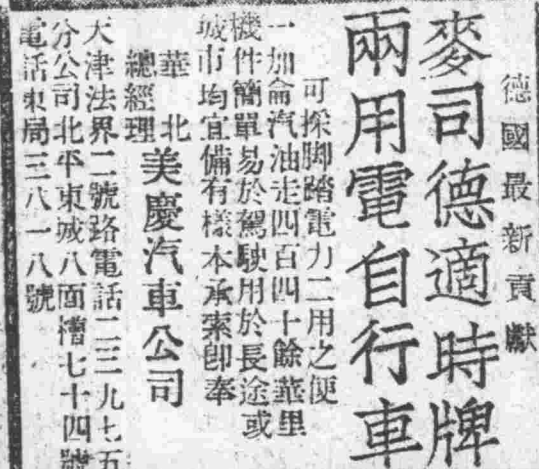 德國最新貢獻
麥司德適時牌
兩用電自行車
可採脚踏電力二用之便
一加侖汽油走四百四十餘華里
機件簡單易於駕駛用於長途或
城市均宜備有樣本承索卽奉
華北
總經理
美慶汽車公司
天津法界二號路電話二三九七五
分公司北平東城八面槽七十四號
電話東局三八一八號